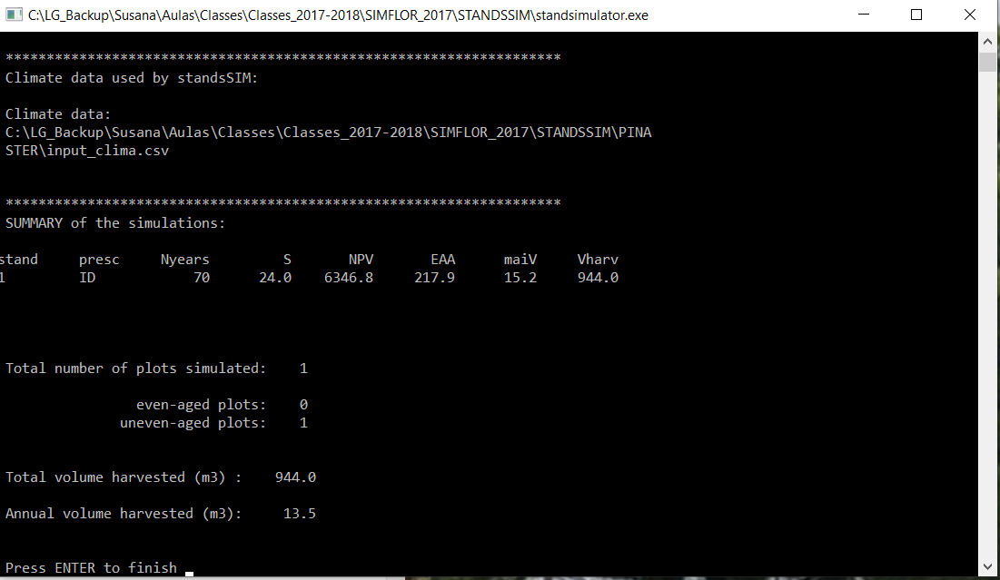 C:\LG_Backup\Susana\Aulas\Classes\Classes_2017-2018\SIMFLOR_2017\STANDSSIM\standsimulator.exe
********************************************************************
Climate data used by standsSIM:
Climate data:
C:\LG_Backup\Susana\Aulas\Classes\Classes_2017-2018\SIMFLOR_2017\STANDSSIM\PINA
STER\input_clima.csv
********************************************************************
SUMMARY of the simulations:
stand presc Nyears S NPV EAA maiV Vharv
1 ID 70 24.0 6346.8 217.9 15.2 944.0
Total number of plots simulated: 1
even-aged plots: 0
uneven-aged plots: 1
Total volume harvested (m3) : 944.0
Annual volume harvested (m3): 13.5
Press ENTER to finish